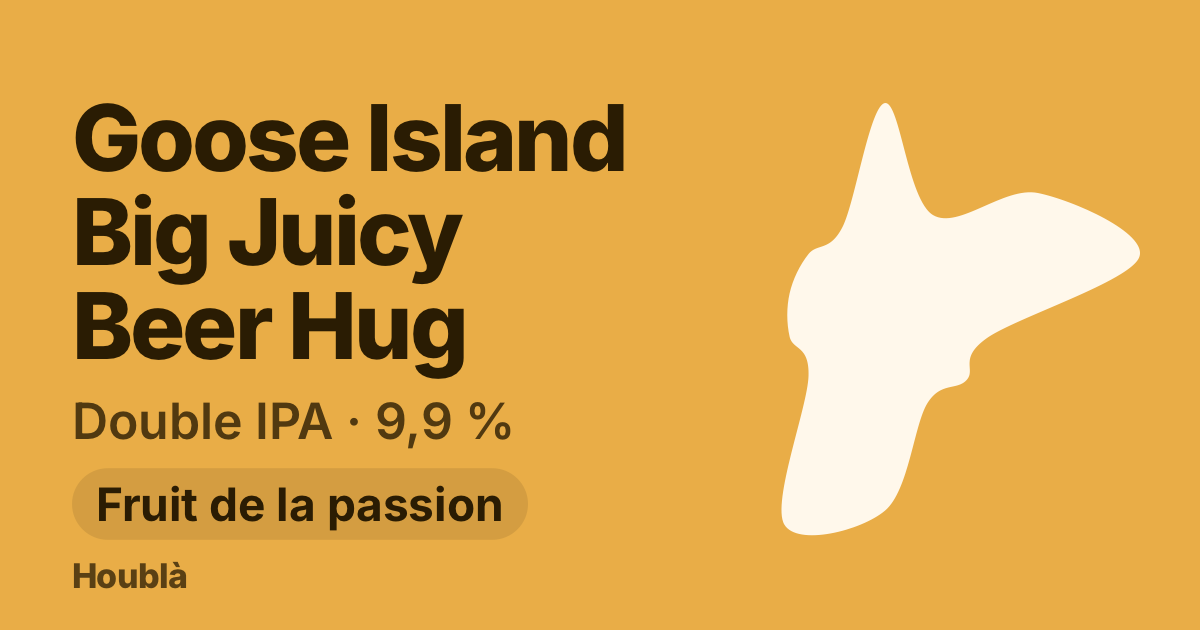 Goose Island
Big Juicy
Beer Hug
Double IPA · 9,9 %
Fruit de la passion
Houblà